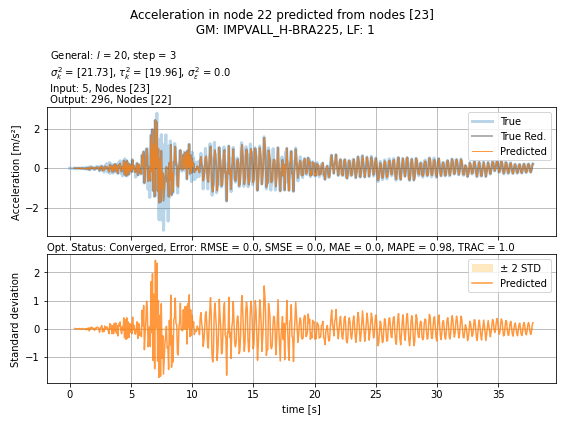 Acceleration in node 22 predicted from nodes [23]
GM: IMPVALL_H-BRA225, LF: 1
General: l = 20, step = 3
σ²ₖ = [21.73], τ²ₖ = [19.96], σ²ε = 0.0
Input: 5, Nodes [23]
Output: 296, Nodes [22]
True
True Red.
Predicted
Acceleration [m/s²]
2
0
−2
Opt. Status: Converged, Error: RMSE = 0.0, SMSE = 0.0, MAE = 0.0, MAPE = 0.98, TRAC = 1.0
± 2 STD
Predicted
Standard deviation
2
1
0
−1
0 5 10 15 20 25 30 35
time [s]